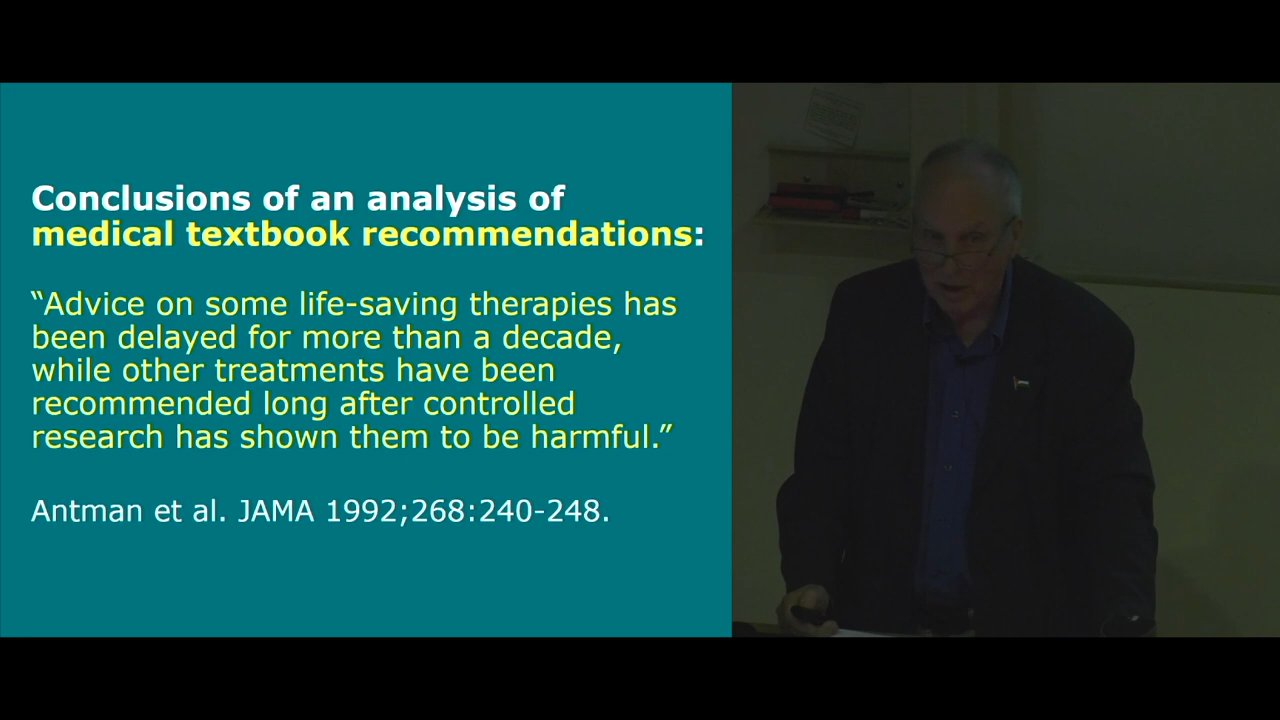 Conclusions of an analysis of
medical textbook recommendations:
“Advice on some life-saving therapies has
been delayed for more than a decade,
while other treatments have been
recommended long after controlled
research has shown them to be harmful.”
Antman et al. JAMA 1992;268:240-248.